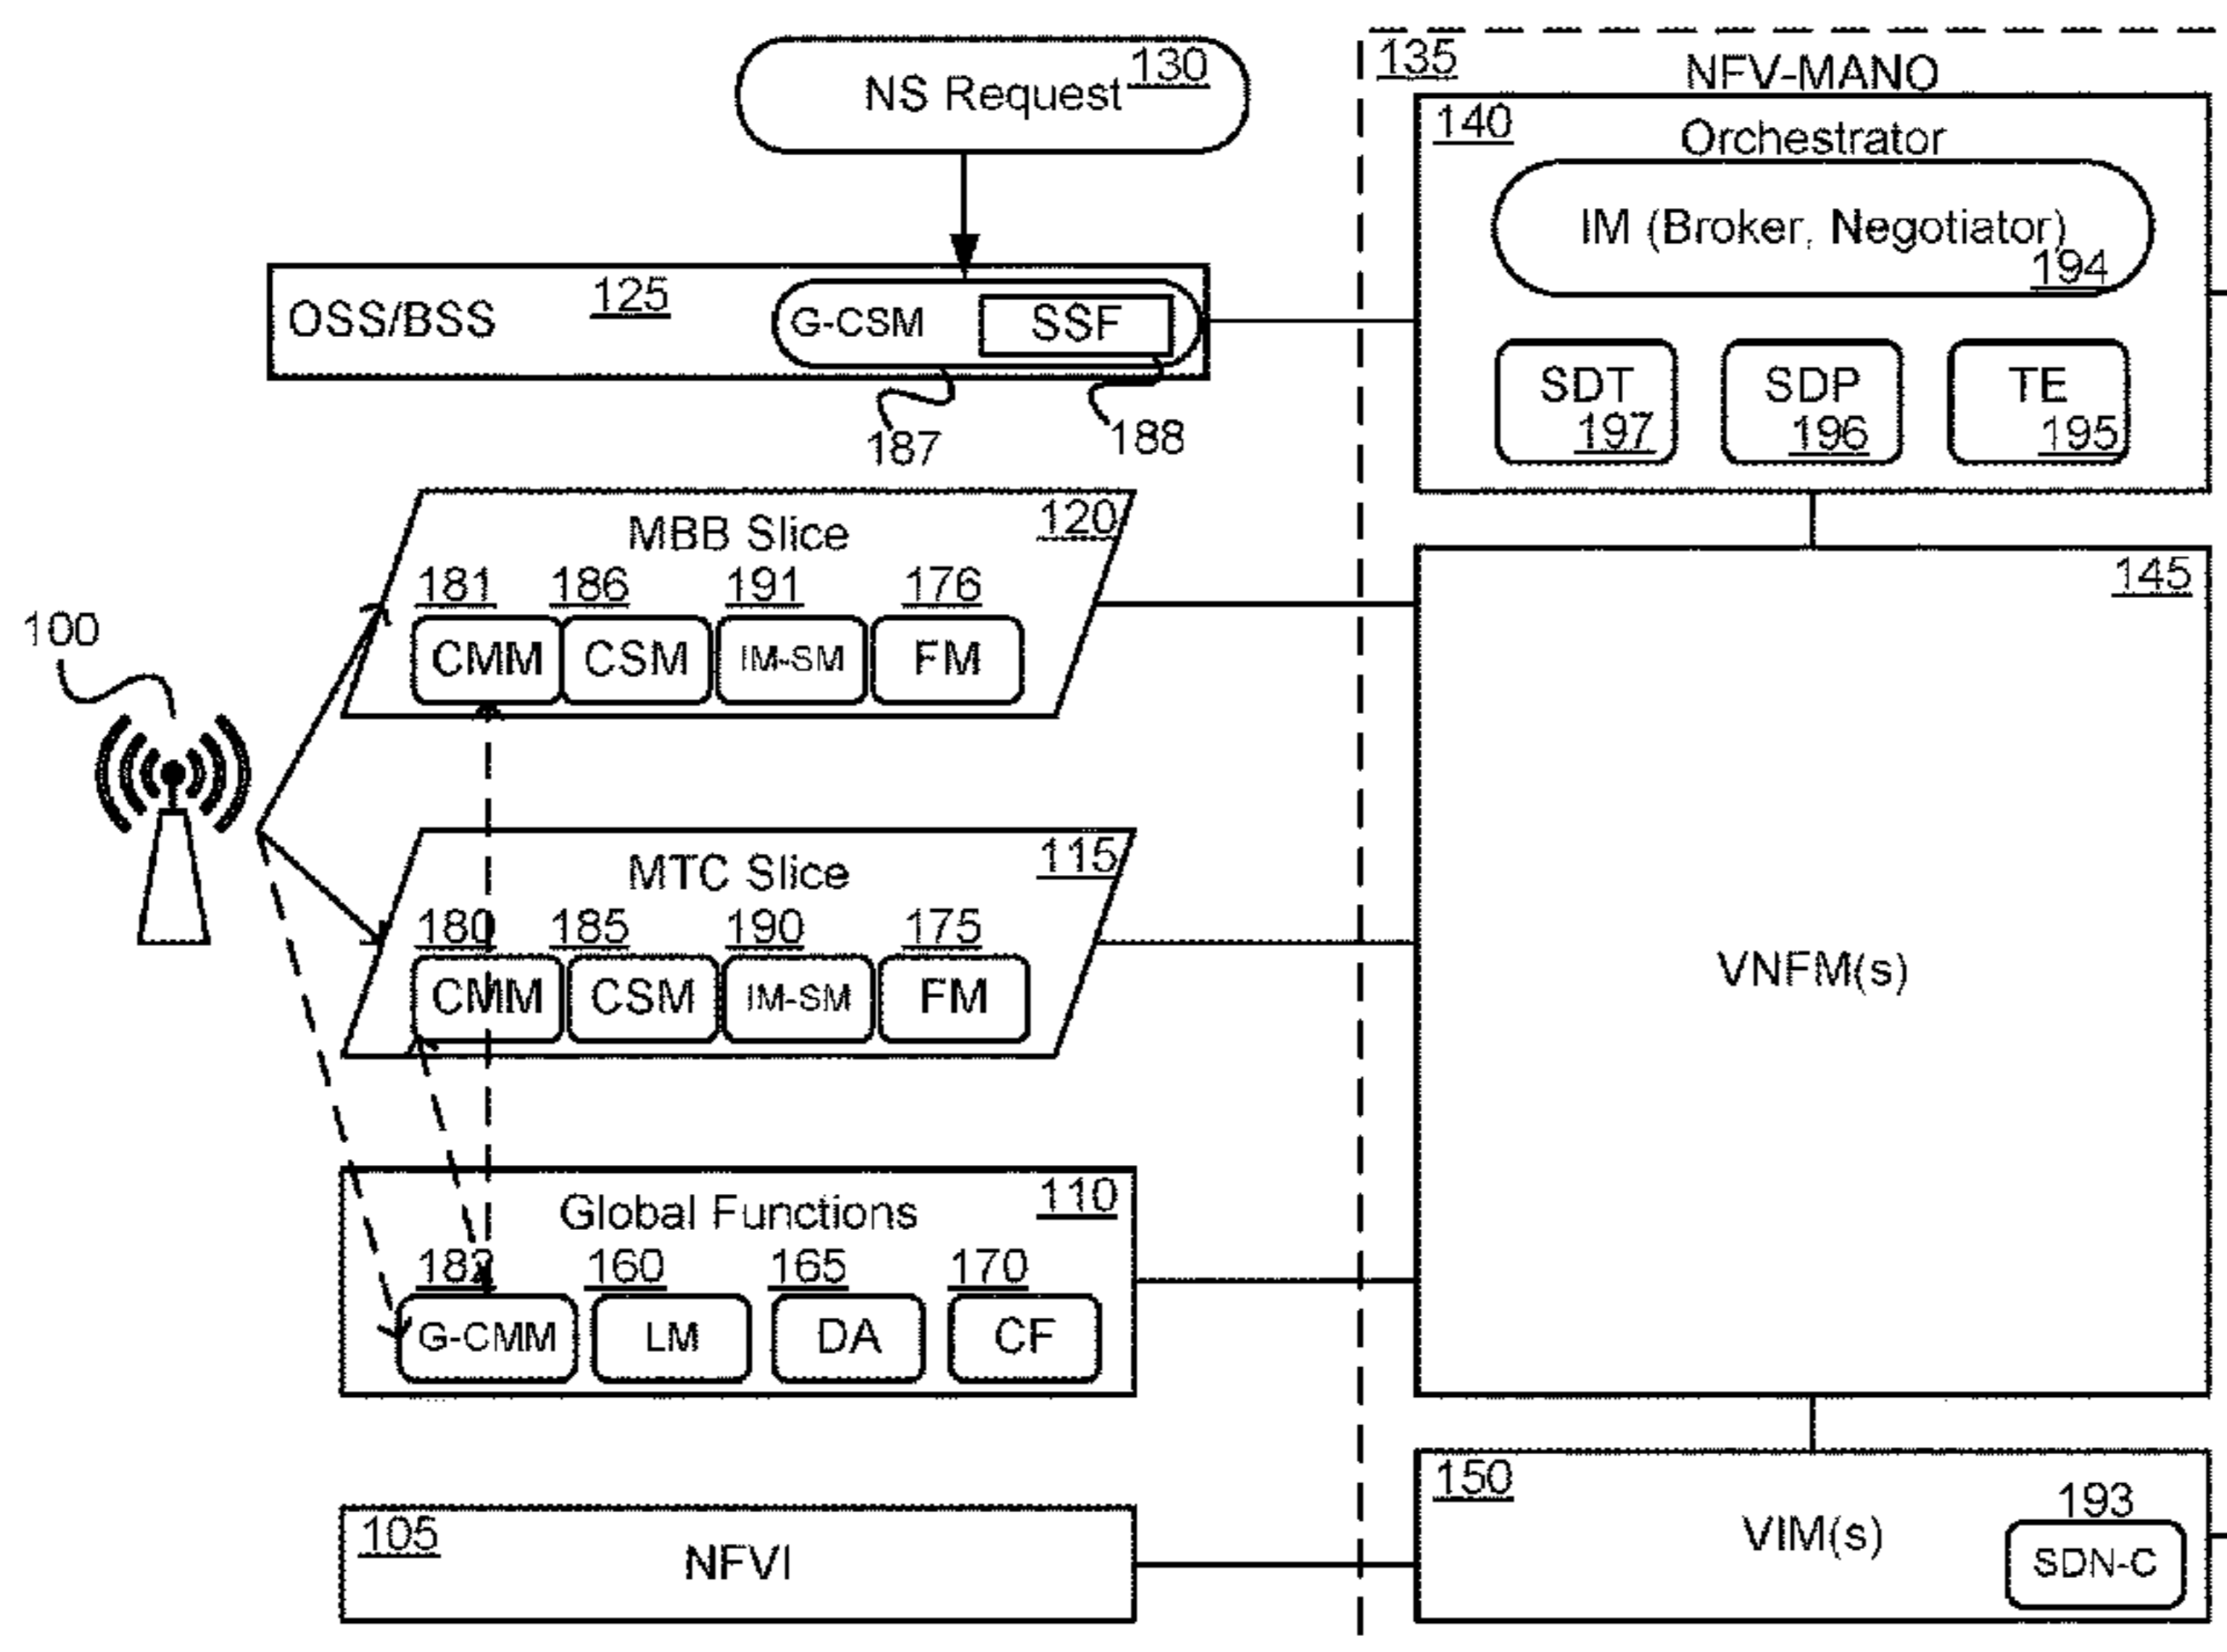 NS Request 130
135
NFV-MANO
140
Orchestrator
IM (Broker, Negotiator)
194
SDT
197
SDP
196
TE
195
OSS/BSS 125
G-CSM
SSF
187
188
MBB Slice
120
181 186 191 176
CMM CSM IM-SM FM
100
MTC Slice
115
180 185 190 175
CMM CSM IM-SM FM
145
VNFM(s)
Global Functions
110
182 160 165 170
G-CMM LM DA CF
105
NFVI
150
VIM(s)
193
SDN-C